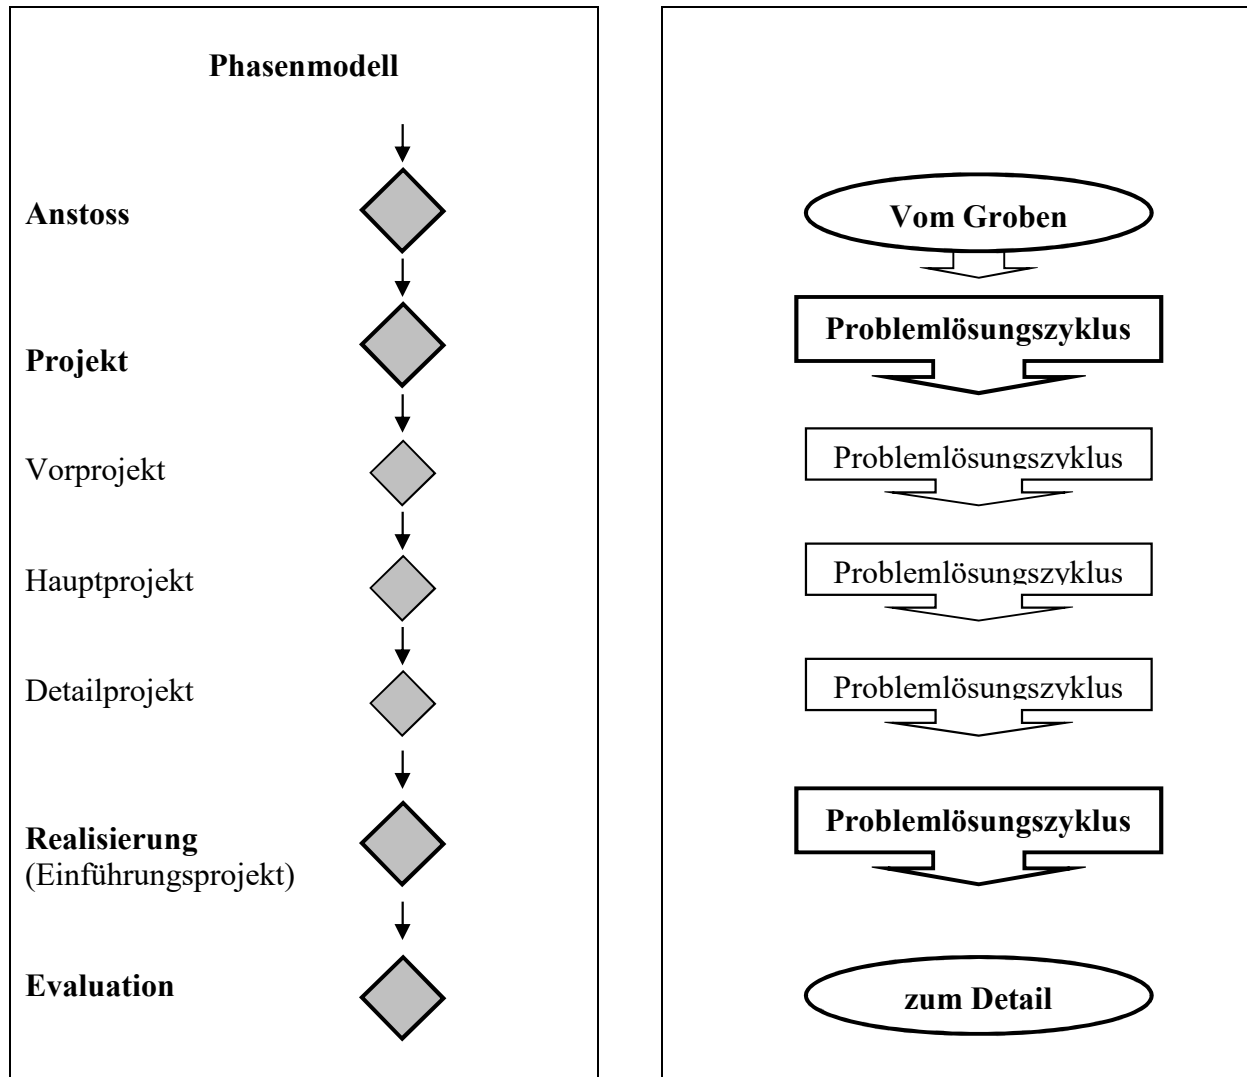 Phasenmodell
Anstoss
Projekt
Vorprojekt
Hauptprojekt
Detailprojekt
Realisierung
(Einführungsprojekt)
Evaluation
Vom Groben
Problemlösungszyklus
Problemlösungszyklus
Problemlösungszyklus
Problemlösungszyklus
Problemlösungszyklus
zum Detail